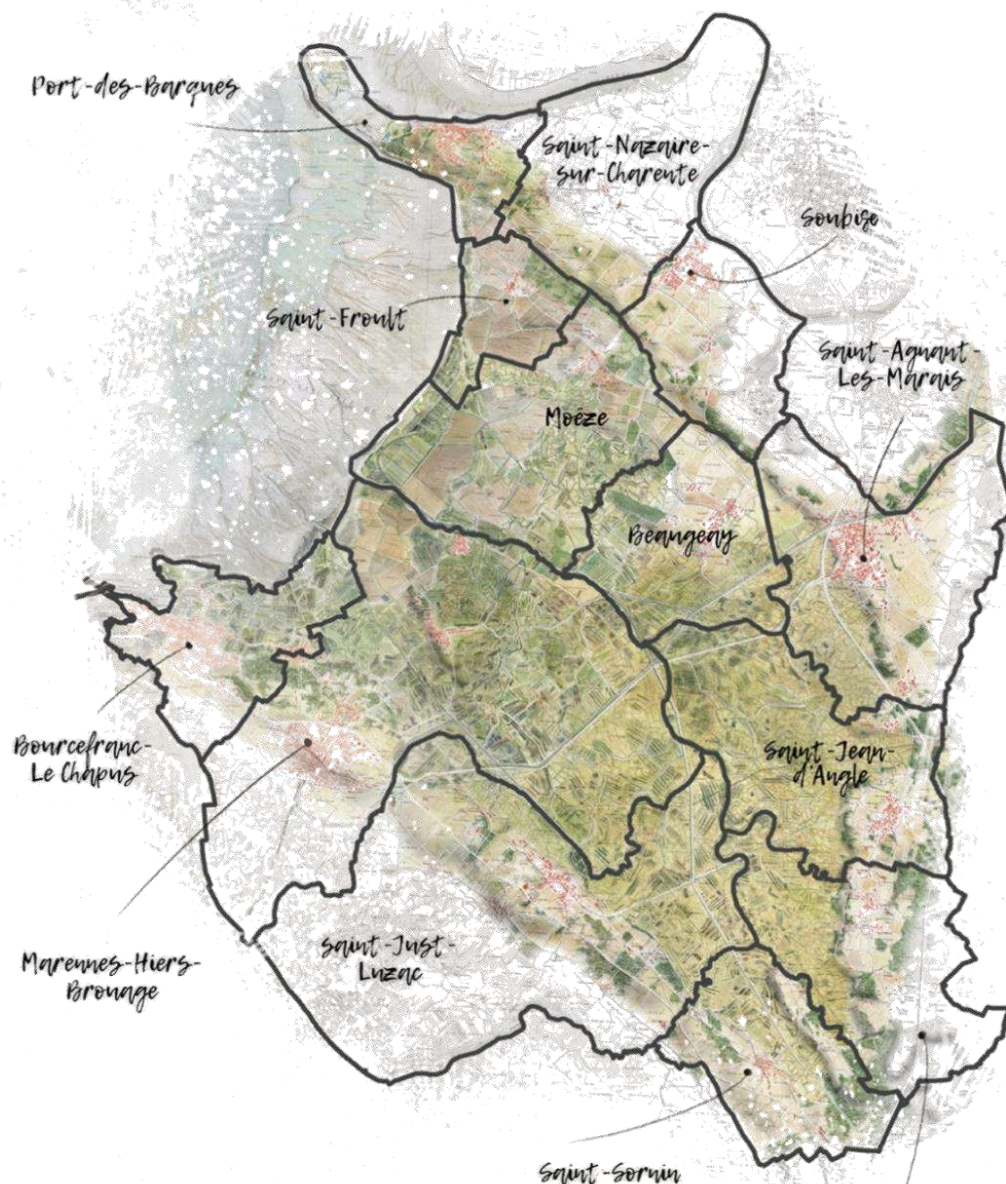 Port-des-Barques
Saint-Nazaire-
sur-Charente
Soubise
Saint-Froult
Saint-Agnant-
Les-Marais
Moëze
Beaugeay
Bourcefranc-
Le Chapus
Saint-Jean-
d'Angle
Marennes-Hiers-
Brouage
Saint-Just-
Luzac
Saint-Sornin